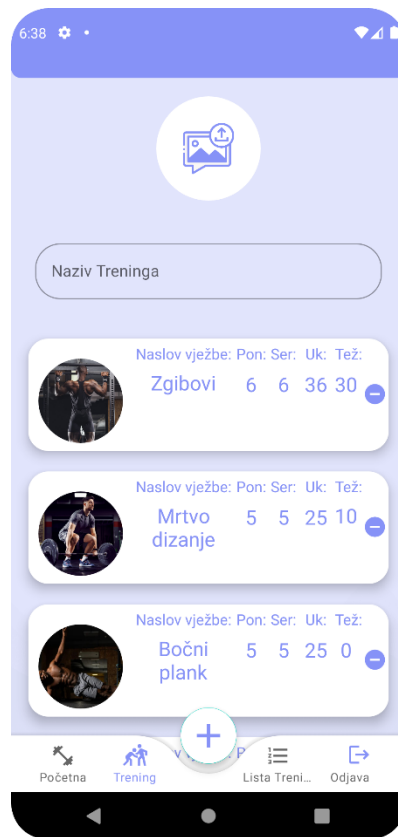 6:38
Naziv Treninga
Naslov vježbe: Pon: Ser: Uk: Tež:
Zgibovi 6 6 36 30
Naslov vježbe: Pon: Ser: Uk: Tež:
Mrtvo 5 5 25 10
dizanje
Naslov vježbe: Pon: Ser: Uk: Tež:
Bočni 5 5 25 0
plank
Početna Trening Lista Treni... Odjava